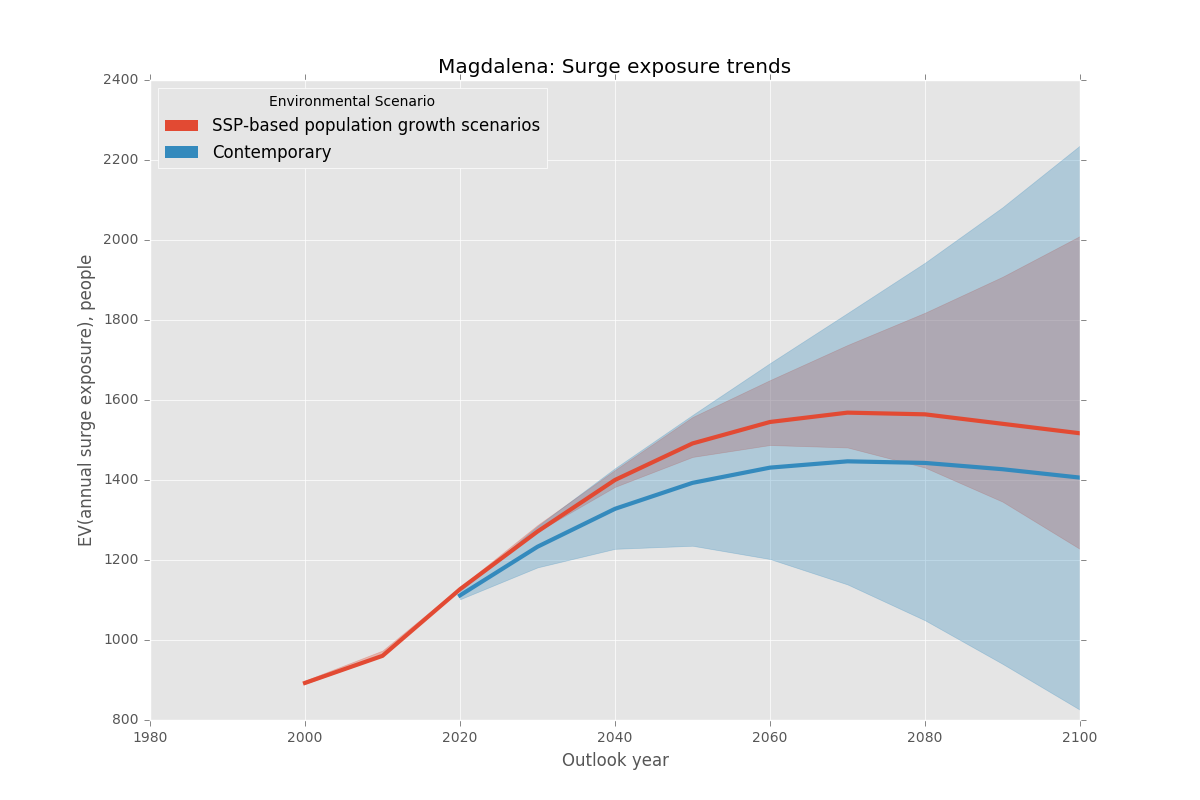 Magdalena: Surge exposure trends
Environmental Scenario
SSP-based population growth scenarios
Contemporary
EV(annual surge exposure), people
2400
2200
2000
1800
1600
1400
1200
1000
800
1980 2000 2020 2040 2060 2080 2100
Outlook year